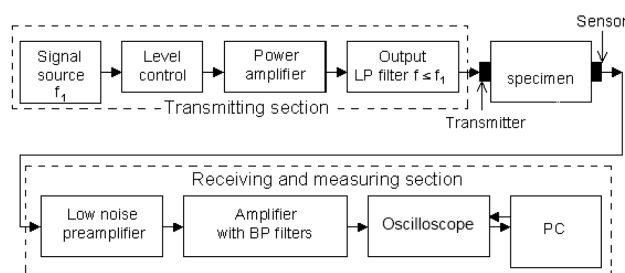 Sensor
Signal
source
f1
Level
control
Power
amplifier
Output
LP filter f ≤ f1
specimen
Transmitting section
Transmitter
Receiving and measuring section
Low noise
preamplifier
Amplifier
with BP filters
Oscilloscope
PC